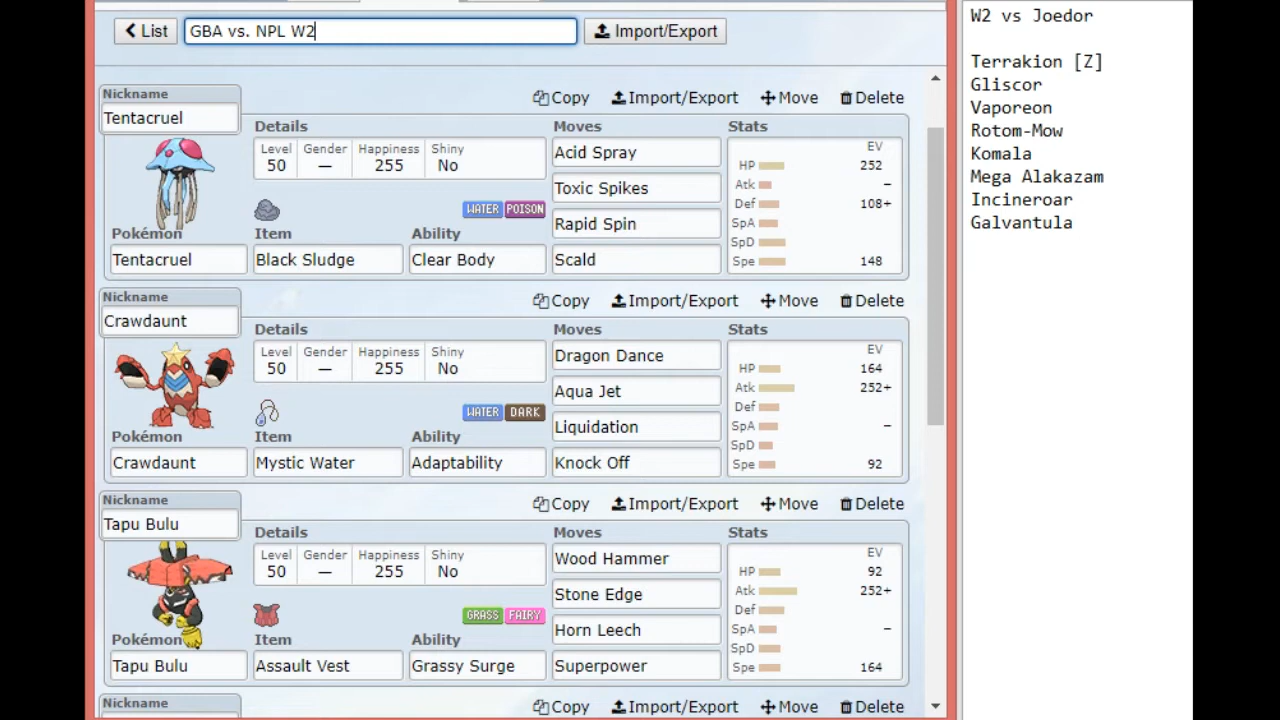 List
GBA vs. NPL W2
Import/Export
Nickname
Tentacruel
Copy Import/Export Move Delete
Details
Level Gender Happiness Shiny
50 — 255 No
WATER POISON
Pokémon Item Ability
Tentacruel Black Sludge Clear Body
Moves
Acid Spray
Toxic Spikes
Rapid Spin
Scald
Stats
EV
HP 252
Atk –
Def 108+
SpA
SpD
Spe 148
Nickname
Crawdaunt
Copy Import/Export Move Delete
Details
Level Gender Happiness Shiny
50 — 255 No
WATER DARK
Pokémon Item Ability
Crawdaunt Mystic Water Adaptability
Moves
Dragon Dance
Aqua Jet
Liquidation
Knock Off
Stats
EV
HP 164
Atk 252+
Def
SpA –
SpD
Spe 92
Nickname
Tapu Bulu
Copy Import/Export Move Delete
Details
Level Gender Happiness Shiny
50 — 255 No
GRASS FAIRY
Pokémon Item Ability
Tapu Bulu Assault Vest Grassy Surge
Moves
Wood Hammer
Stone Edge
Horn Leech
Superpower
Stats
EV
HP 92
Atk 252+
Def
SpA –
SpD
Spe 164
Nickname
Copy Import/Export Move Delete
W2 vs Joedor
Terrakion [Z]
Gliscor
Vaporeon
Rotom-Mow
Komala
Mega Alakazam
Incineroar
Galvantula